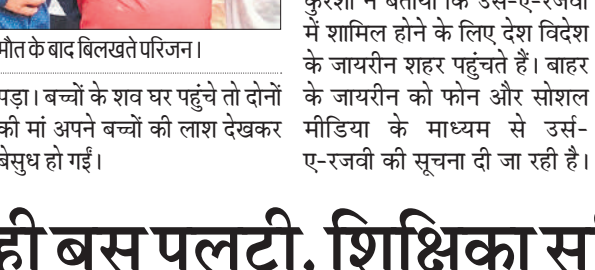 मौत के बाद बिलखते परिजन।
पड़ा। बच्चों के शव घर पहुंचे तो दोनों
की मां अपने बच्चों की लाश देखकर
बेसुध हो गईं।
ने बताया कि उर्स-ए-रजवी
में शामिल होने के लिए देश विदेश
के जायरीन शहर पहुंचते हैं। बाहर
के जायरीन को फोन और सोशल
मीडिया के माध्यम से उर्स-
ए-रजवी की सूचना दी जा रही है।
ही बस पलटी, शिक्षिका